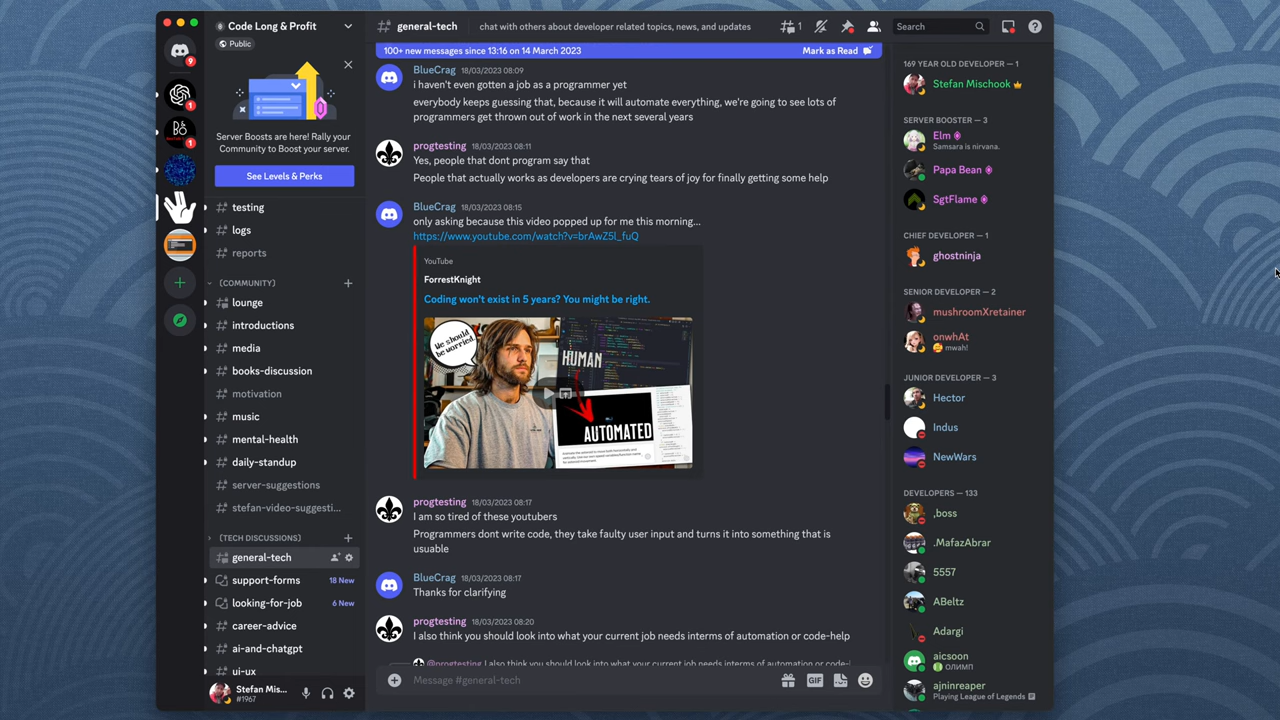 Code Long & Profit
Public
9
1
1
Server Boosts are here! Rally your
Community to Boost your server.
See Levels & Perks
# testing
# logs
# reports
(COMMUNITY)
# lounge
# introductions
# media
# books-discussion
# motivation
# music
# mental-health
# daily-standup
# server-suggestions
# stefan-video-suggesti...
(TECH DISCUSSIONS)
# general-tech
support-forms 18 New
looking-for-job 6 New
# career-advice
# ai-and-chatgpt
# ui-ux
Stefan Mis...
#1967
# general-tech chat with others about developer related topics, news, and updates
1
Search
100+ new messages since 13:16 on 14 March 2023 Mark as Read
BlueCrag 18/03/2023 08:09
i haven't even gotten a job as a programmer yet
everybody keeps guessing that, because it will automate everything, we're going to see lots of
programmers get thrown out of work in the next several years
progtesting 18/03/2023 08:11
Yes, people that dont program say that
People that actually works as developers are crying tears of joy for finally getting some help
BlueCrag 18/03/2023 08:15
only asking because this video popped up for me this morning...
https://www.youtube.com/watch?v=brAwZ5l_fuQ
YouTube
ForrestKnight
Coding won't exist in 5 years? You might be right.
We should
be worried.
HUMAN
AUTOMATED
progtesting 18/03/2023 08:17
I am so tired of these youtubers
Programmers dont write code, they take faulty user input and turns it into something that is
usuable
BlueCrag 18/03/2023 08:17
Thanks for clarifying
progtesting 18/03/2023 08:20
I also think you should look into what your current job needs interms of automation or code-help
@progtesting I also think you should look into what your current job needs interms of automation or code-
Message #general-tech
GIF
169 YEAR OLD DEVELOPER — 1
Stefan Mischook
SERVER BOOSTER — 3
Elm
Samsara is nirvana.
Papa Bean
SgtFlame
CHIEF DEVELOPER — 1
ghostninja
SENIOR DEVELOPER — 2
mushroomXretainer
onwhAt
mwah!
JUNIOR DEVELOPER — 3
Hector
Indus
NewWars
DEVELOPERS — 133
,boss
.MafazAbrar
5557
ABeltz
Adargi
aicsoon
ОЛИМП
ajninreaper
Playing League of Legends